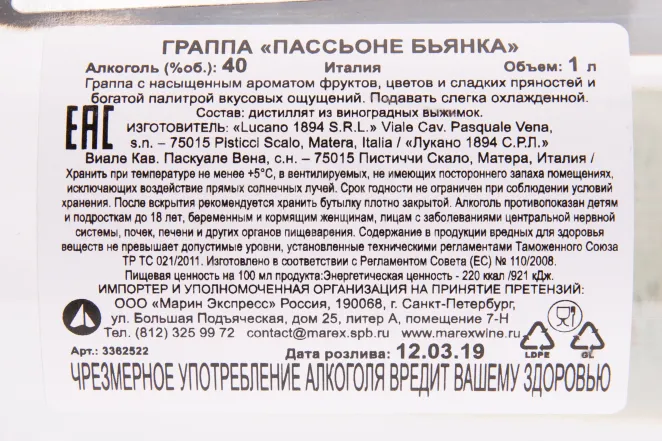 ГРАППА «ПАССЬОНЕ БЬЯНКА»
Алкоголь (%об.): 40 Италия Объем: 1 л
Граппа с насыщенным ароматом фруктов, цветов и сладких пряностей и
богатой палитрой вкусовых ощущений. Подавать слегка охлажденной.
Состав: дистиллят из виноградных выжимок.
EAC ИЗГОТОВИТЕЛЬ: «Lucano 1894 S.R.L.» Viale Cav. Pasquale Vena,
s.n. – 75015 Pisticci Scalo, Matera, Italia / «Лукано 1894 С.Р.Л.»
Виале Кав. Паскуале Вена, с.н. – 75015 Пистиччи Скало, Матера, Италия /
Хранить при температуре не менее +5°С, в вентилируемых, не имеющих постороннего запаха помещениях,
исключающих воздействие прямых солнечных лучей. Срок годности не ограничен при соблюдении условий
хранения. После вскрытия рекомендуется хранить бутылку плотно закрытой. Алкоголь противопоказан детям
и подросткам до 18 лет, беременным и кормящим женщинам, лицам с заболеваниями центральной нервной
системы, почек, печени и других органов пищеварения. Содержание в продукции вредных для здоровья
веществ не превышает допустимые уровни, установленные техническими регламентами Таможенного Союза
ТР ТС 021/2011. Изготовлено в соответствии с Регламентом Совета (ЕС) № 110/2008.
Пищевая ценность на 100 мл продукта:Энергетическая ценность - 220 ккал /921 кДж.
ИМПОРТЕР И УПОЛНОМОЧЕННАЯ ОРГАНИЗАЦИЯ НА ПРИНЯТИЕ ПРЕТЕНЗИЙ:
ООО «Марин Экспресс» Россия, 190068, г. Санкт-Петербург,
ул. Большая Подъяческая, дом 25, литер А, помещение 7-Н
Тел. (812) 325 99 72 contact@marex.spb.ru www.marexwine.ru
Арт.: 3362522 Дата розлива: 12.03.19 LDPE GL
ЧРЕЗМЕРНОЕ УПОТРЕБЛЕНИЕ АЛКОГОЛЯ ВРЕДИТ ВАШЕМУ ЗДОРОВЬЮ